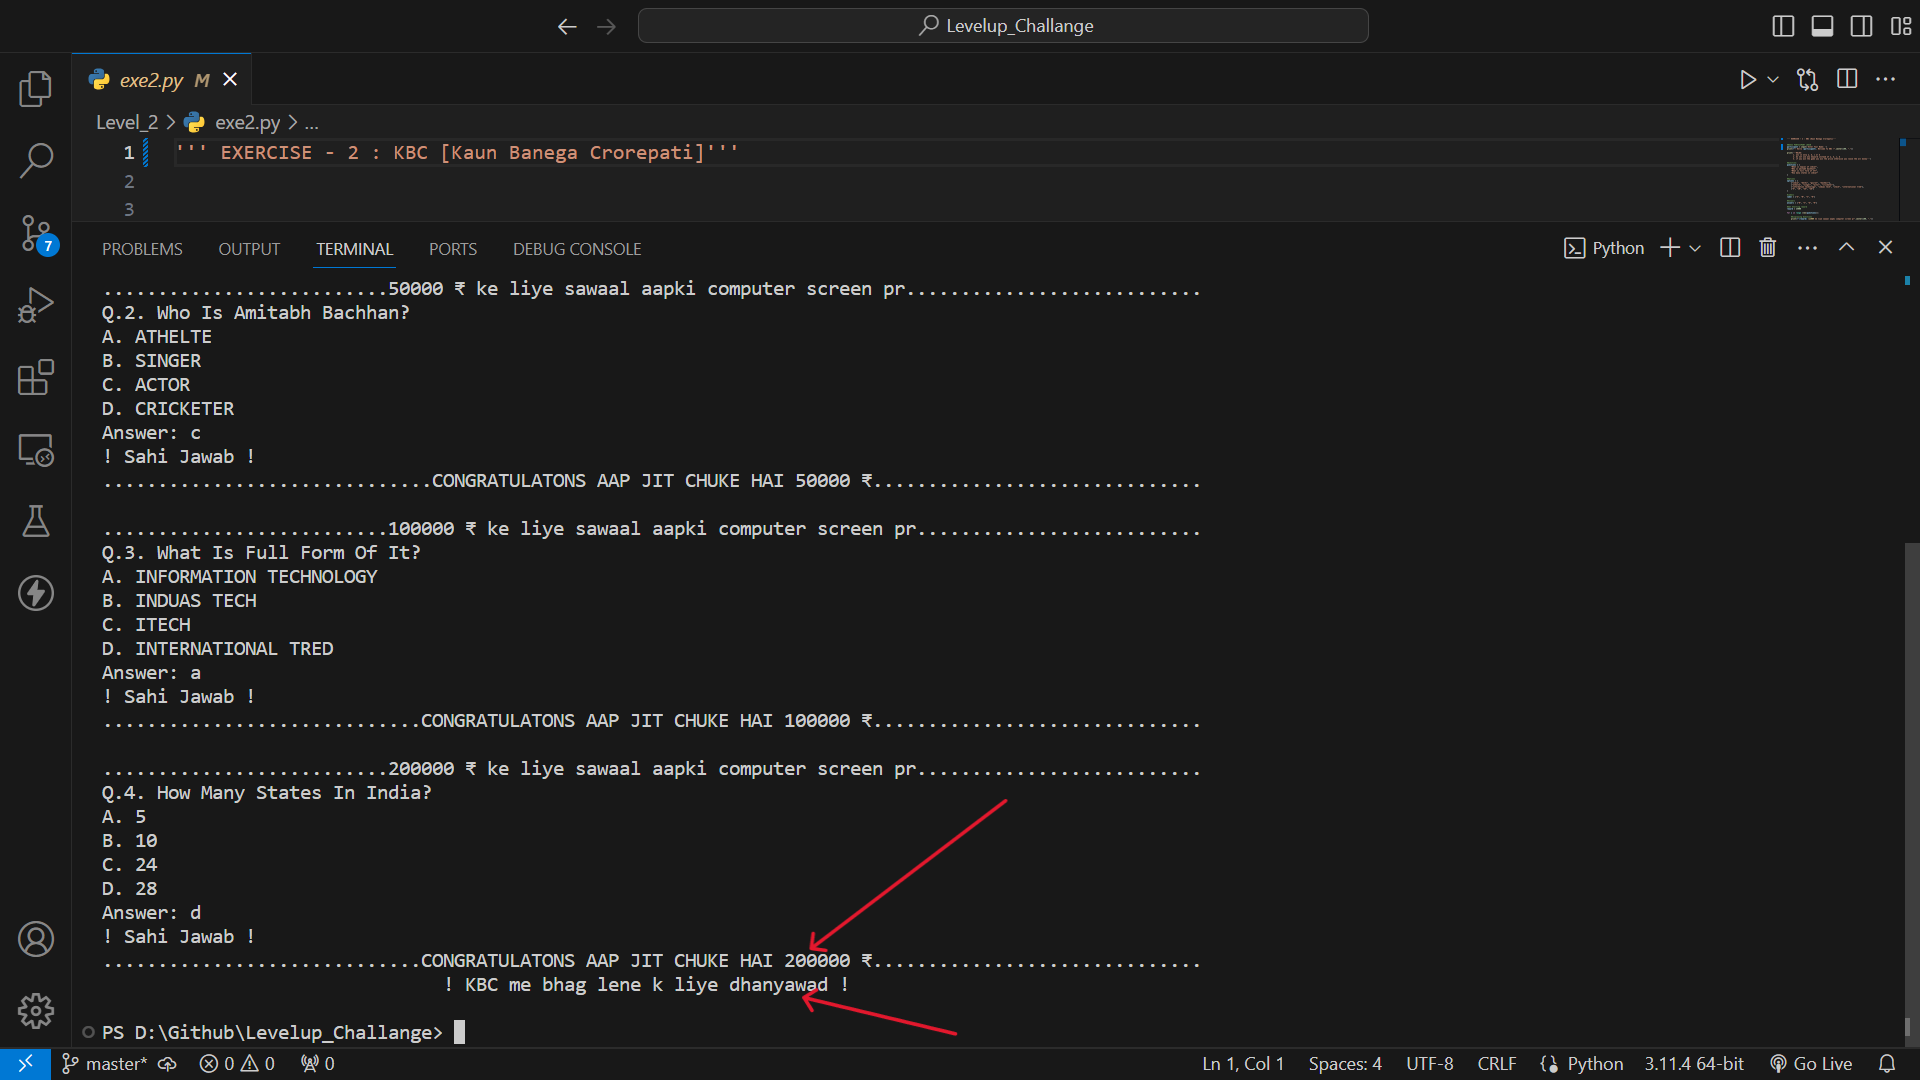 Levelup_Challange
exe2.py M
Level_2 > exe2.py > ...
1 ''' EXERCISE - 2 : KBC [Kaun Banega Crorepati]'''
2
3
7
PROBLEMS OUTPUT TERMINAL PORTS DEBUG CONSOLE Python
..........................50000 ₹ ke liye sawaal aapki computer screen pr...........................
Q.2. Who Is Amitabh Bachhan?
A. ATHELTE
B. SINGER
C. ACTOR
D. CRICKETER
Answer: c
! Sahi Jawab !
..............................CONGRATULATONS AAP JIT CHUKE HAI 50000 ₹..............................

..........................100000 ₹ ke liye sawaal aapki computer screen pr..........................
Q.3. What Is Full Form Of It?
A. INFORMATION TECHNOLOGY
B. INDUAS TECH
C. ITECH
D. INTERNATIONAL TRED
Answer: a
! Sahi Jawab !
.............................CONGRATULATONS AAP JIT CHUKE HAI 100000 ₹..............................

..........................200000 ₹ ke liye sawaal aapki computer screen pr..........................
Q.4. How Many States In India?
A. 5
B. 10
C. 24
D. 28
Answer: d
! Sahi Jawab !
.............................CONGRATULATONS AAP JIT CHUKE HAI 200000 ₹..............................
! KBC me bhag lene k liye dhanyawad !
PS D:\Github\Levelup_Challange>
master* 0 0 0 Ln 1, Col 1 Spaces: 4 UTF-8 CRLF Python 3.11.4 64-bit Go Live